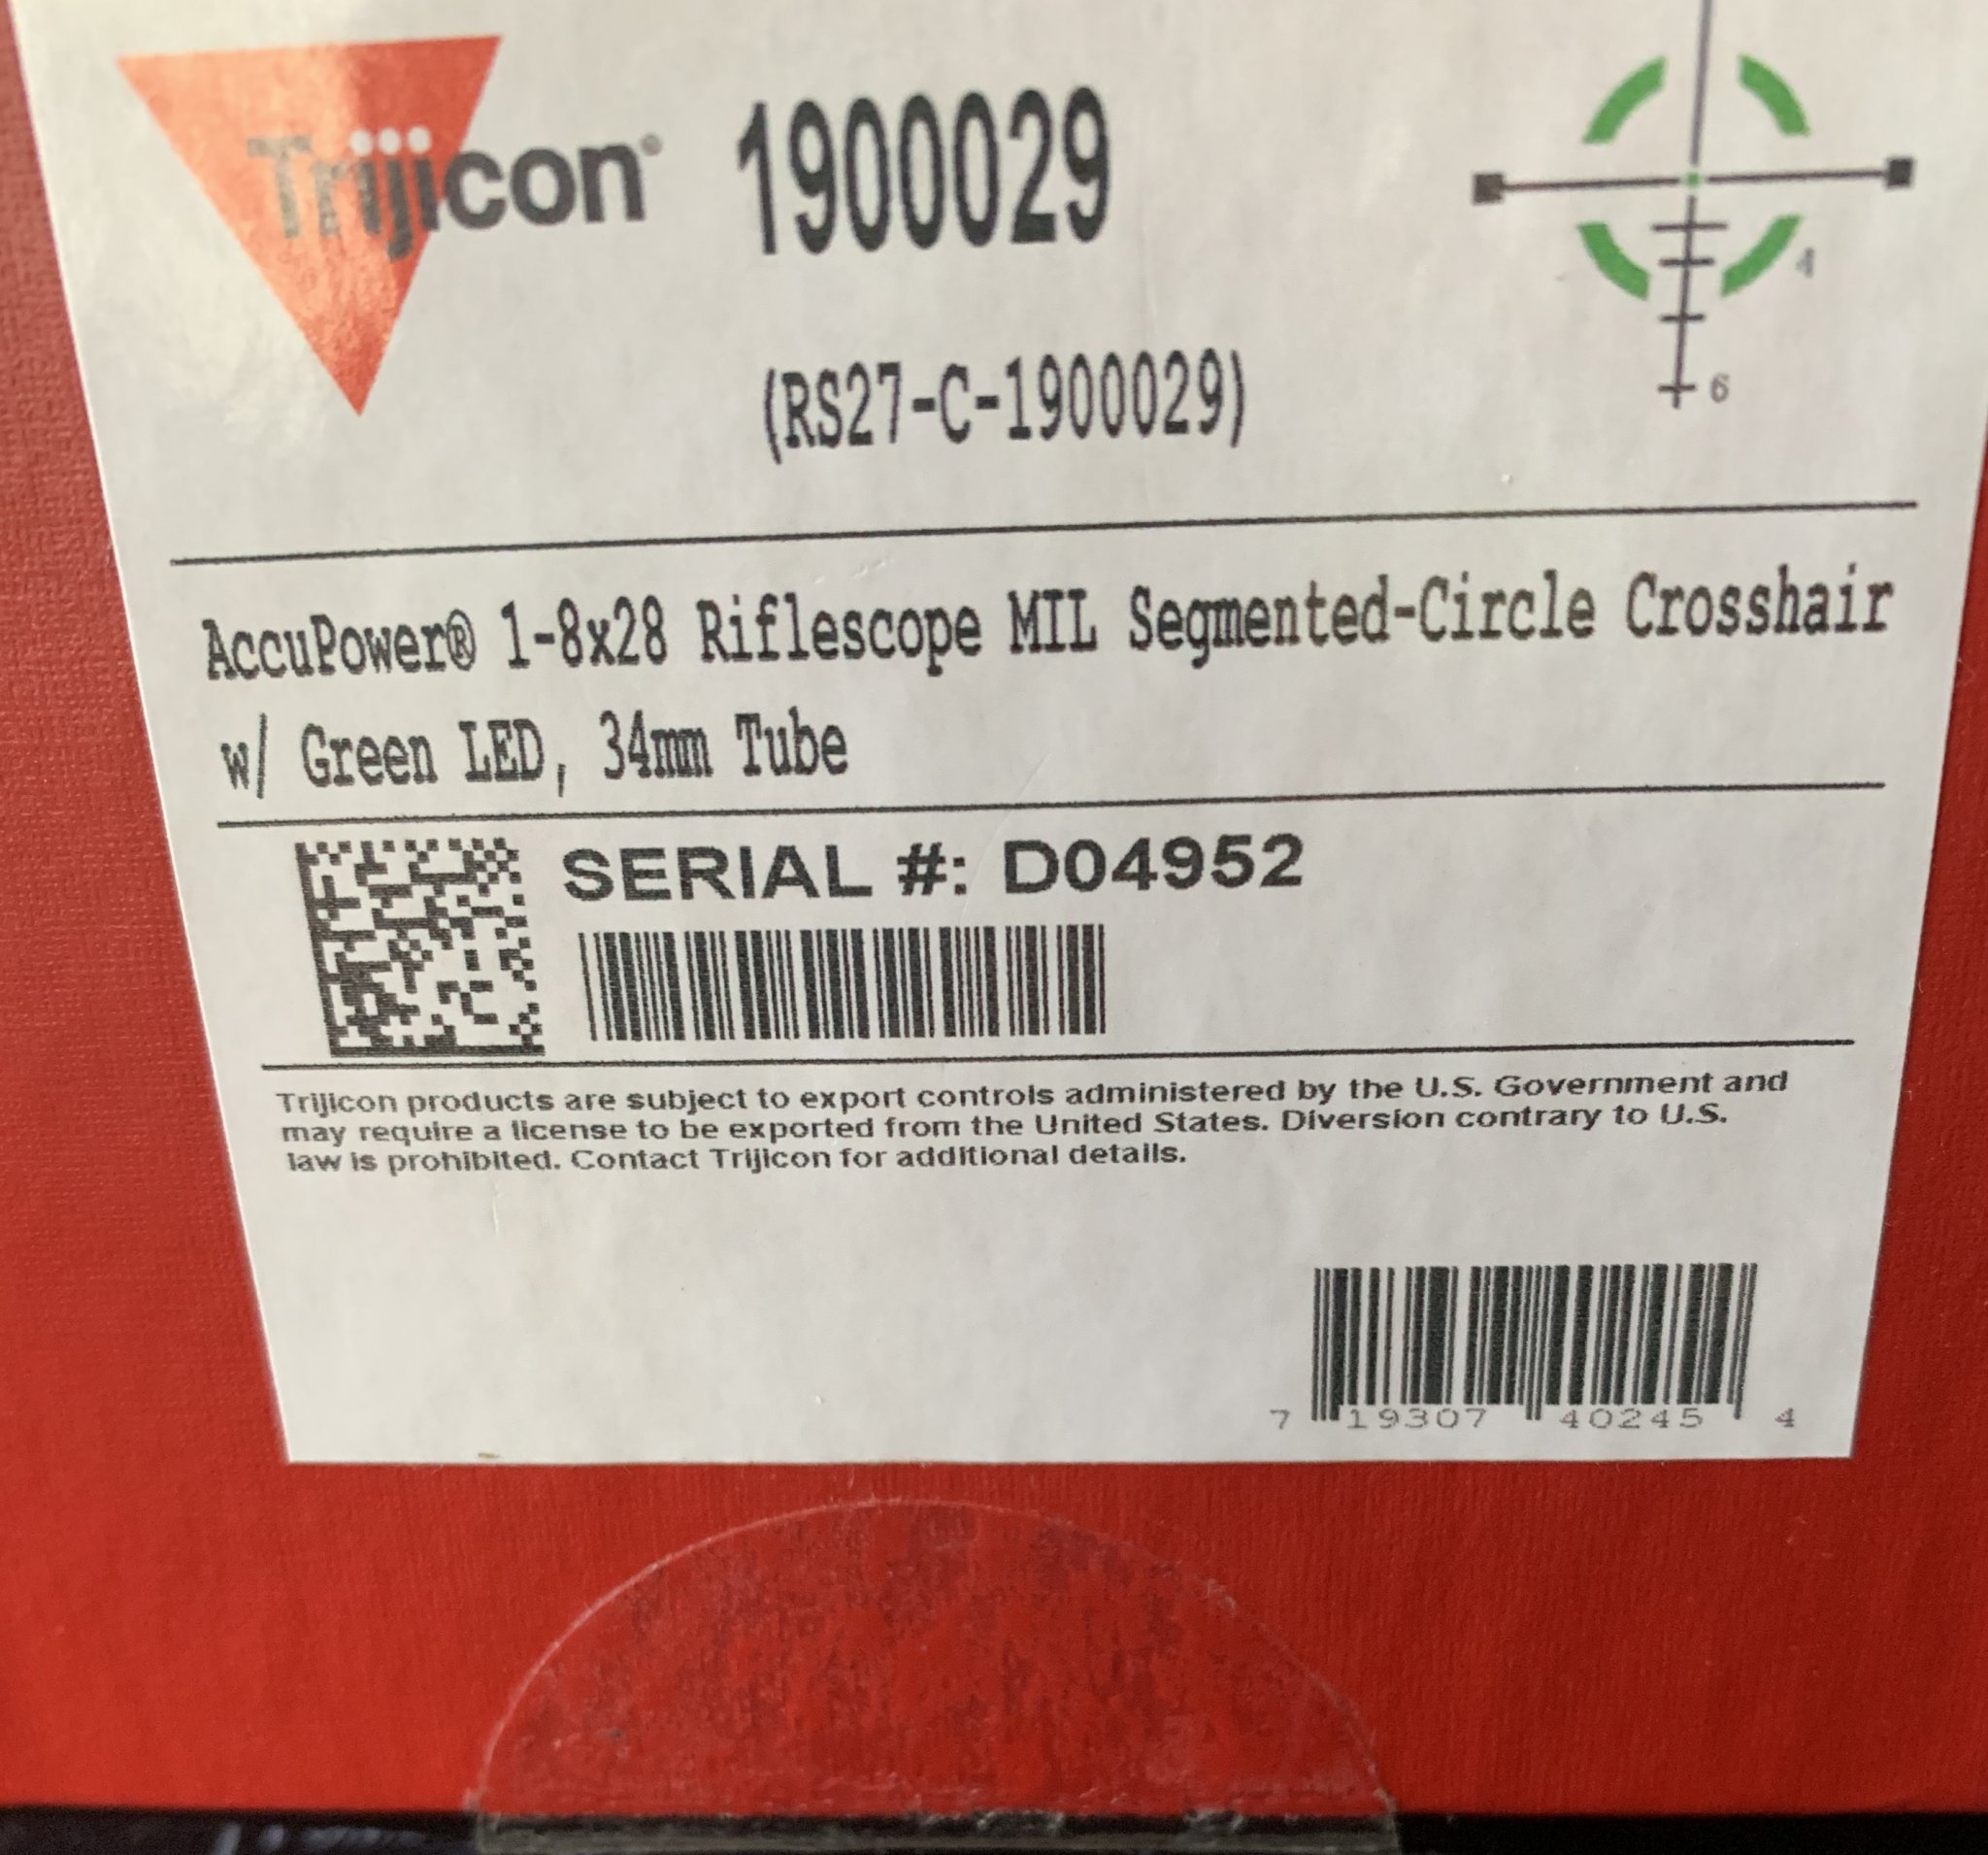 Trijicon® 1900029
(RS27-C-1900029)
4
6
AccuPower® 1-8x28 Riflescope MIL Segmented-Circle Crosshair
w/ Green LED, 34mm Tube
SERIAL #: D04952
Trijicon products are subject to export controls administered by the U.S. Government and
may require a license to be exported from the United States. Diversion contrary to U.S.
law is prohibited. Contact Trijicon for additional details.
7 19307 40245 4